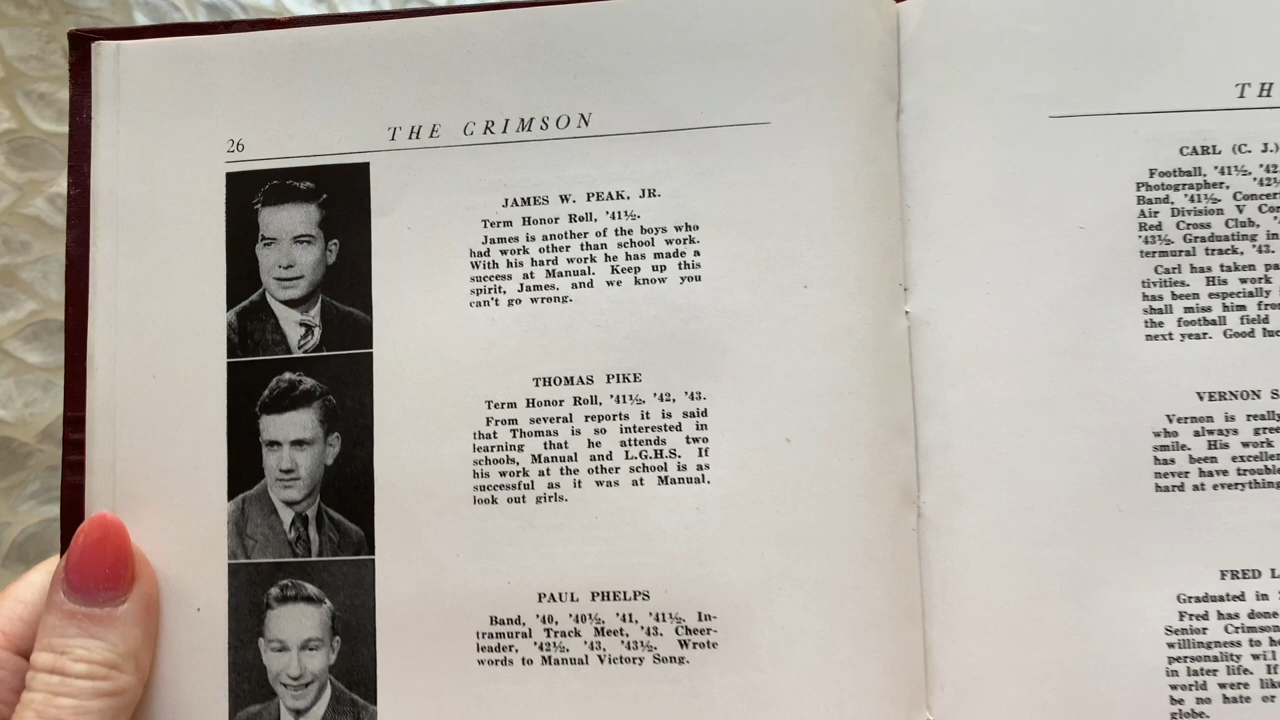 26
THE CRIMSON
JAMES W. PEAK, JR.
Term Honor Roll, '41½.
James is another of the boys who
had work other than school work.
With his hard work he has made a
success at Manual. Keep up this
spirit, James, and we know you
can't go wrong.
THOMAS PIKE
Term Honor Roll, '41½, '42, '43.
From several reports it is said
that Thomas is so interested in
learning that he attends two
schools, Manual and L.G.H.S. If
his work at the other school is as
successful as it was at Manual,
look out girls.
PAUL PHELPS
Band, '40, '40½, '41, '41½. In-
tramural Track Meet, '43. Cheer-
leader, '42½, '43, '43½. Wrote
words to Manual Victory Song.
TH
CARL (C. J.)
Football, '41½, '42
Photographer, '42½
Band, '41½. Concer
Air Division V Co
Red Cross Club, '
'43½. Graduating in
termural track, '43.
Carl has taken pa
tivities. His work
has been especially
shall miss him fro
the football field
next year. Good luc
VERNON S
Vernon is really
who always gree
smile. His work
has been excellen
never have trouble
hard at everything
FRED L
Graduated in
Fred has done
Senior Crimson
willingness to he
personality will
in later life. If
world were like
be no hate or
globe.